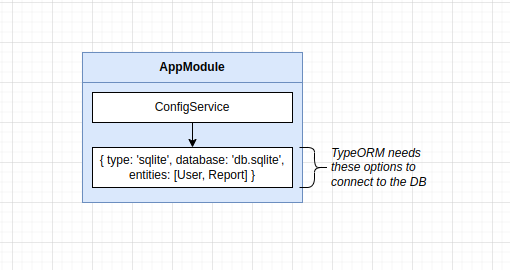 AppModule
ConfigService
{ type: 'sqlite', database: 'db.sqlite',
entities: [User, Report] }
TypeORM needs
these options to
connect to the DB